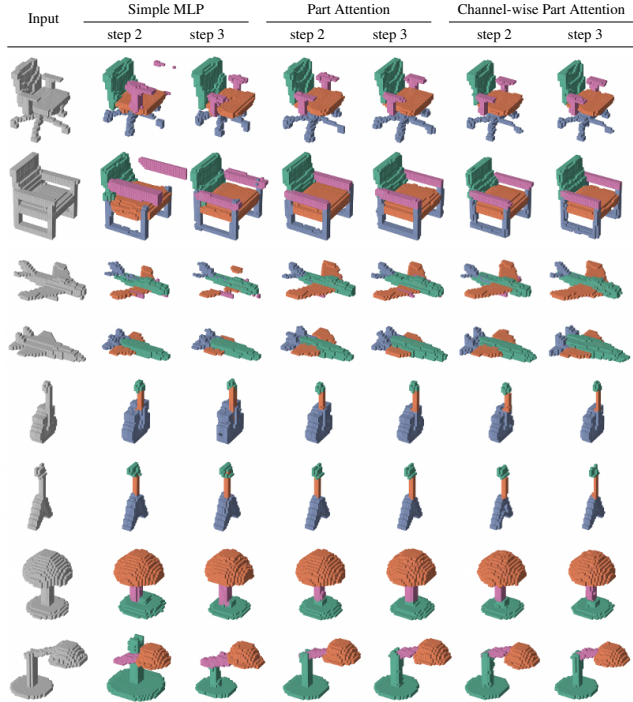 Input Simple MLP Part Attention Channel-wise Part Attention
step 2 step 3 step 2 step 3 step 2 step 3